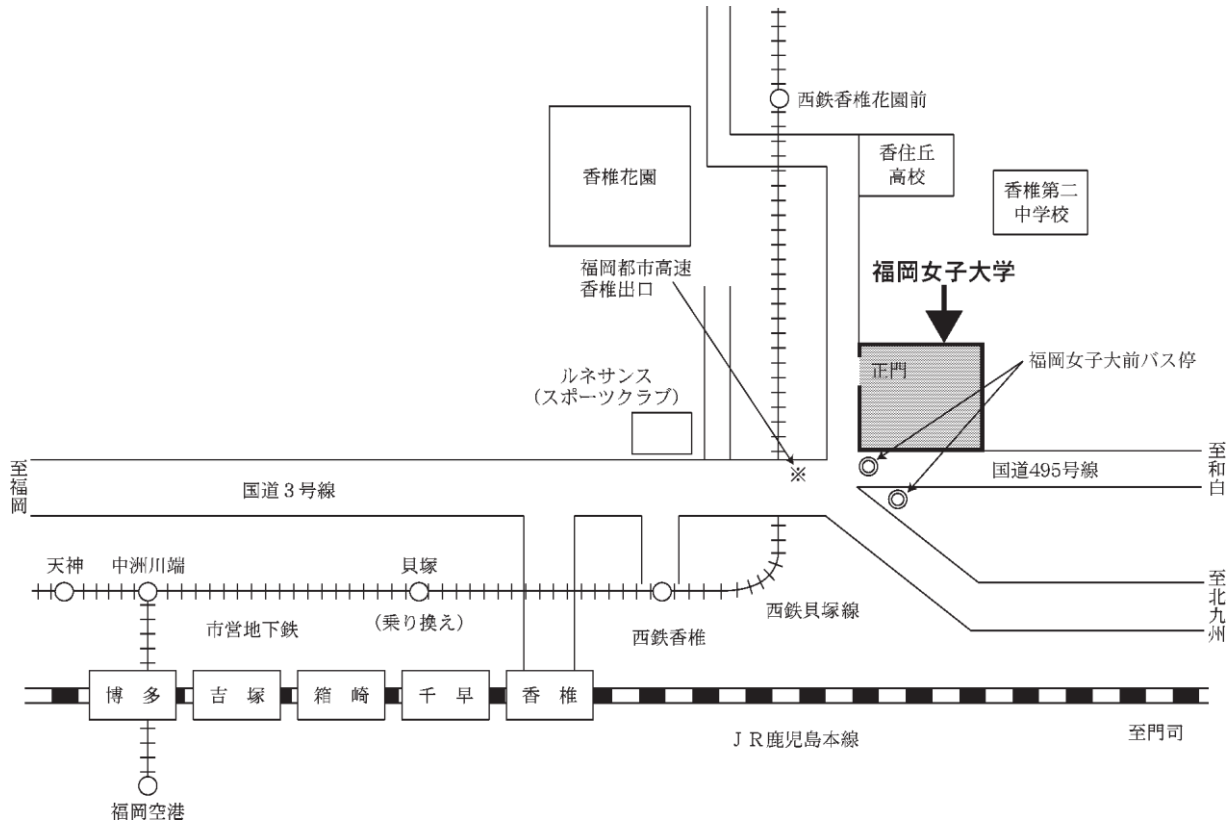 西鉄香椎花園前
香住丘
高校
香椎第二
中学校
香椎花園
福岡都市高速
香椎出口
福岡女子大学
正門
福岡女子大前バス停
ルネサンス
（スポーツクラブ）
至福岡
国道３号線
※
国道495号線
至和白
天神
中洲川端
貝塚
（乗り換え）
市営地下鉄
西鉄香椎
西鉄貝塚線
至北九州
博多
吉塚
箱崎
千早
香椎
ＪＲ鹿児島本線
至門司
福岡空港